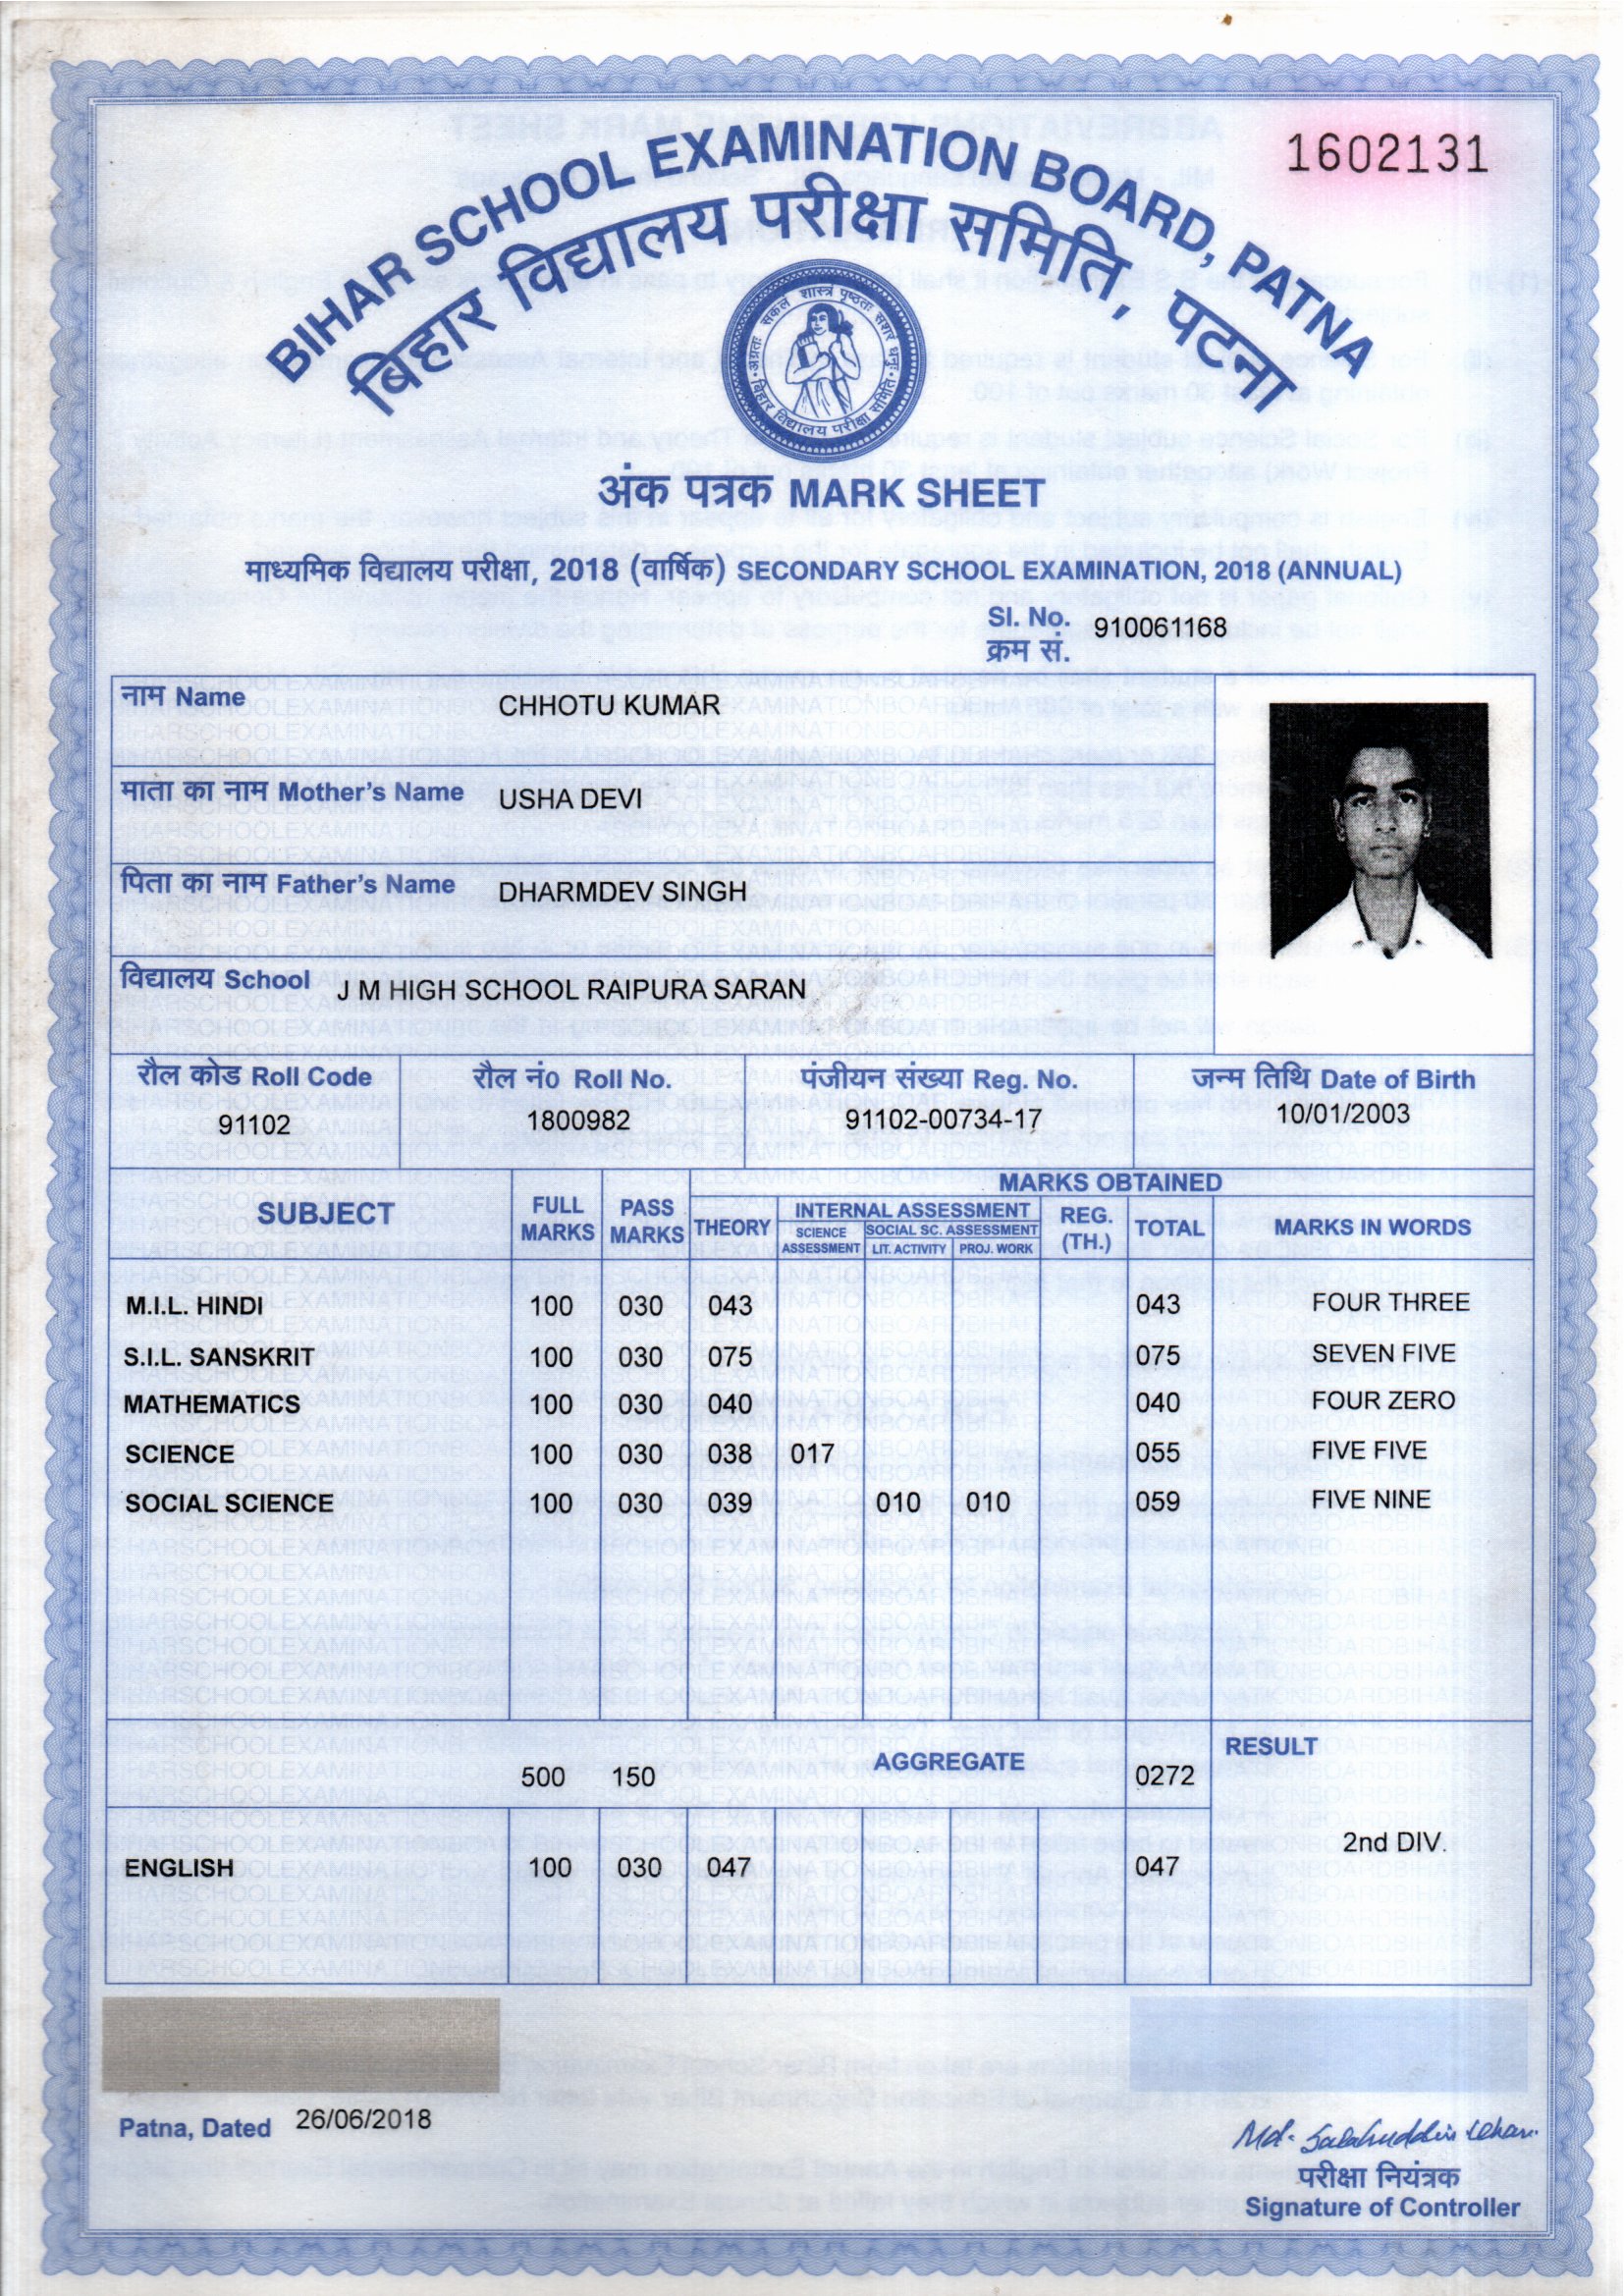 1602131
BIHAR SCHOOL EXAMINATION BOARD, PATNA
बिहार विद्यालय परीक्षा समिति, पटना
अंक पत्रक MARK SHEET
माध्यमिक विद्यालय परीक्षा, 2018 (वार्षिक) SECONDARY SCHOOL EXAMINATION, 2018 (ANNUAL)
Sl. No. 910061168
क्रम सं.
नाम Name CHHOTU KUMAR
माता का नाम Mother's Name USHA DEVI
पिता का नाम Father's Name DHARMDEV SINGH
विद्यालय School J M HIGH SCHOOL RAIPURA SARAN
रौल कोड Roll Code रौल नं० Roll No. पंजीयन संख्या Reg. No. जन्म तिथि Date of Birth
91102 1800982 91102-00734-17 10/01/2003
MARKS OBTAINED
SUBJECT FULL MARKS PASS MARKS THEORY INTERNAL ASSESSMENT REG. (TH.) TOTAL MARKS IN WORDS
SCIENCE ASSESSMENT SOCIAL SC. ASSESSMENT
LIT. ACTIVITY PROJ. WORK
M.I.L. HINDI 100 030 043 043 FOUR THREE
S.I.L. SANSKRIT 100 030 075 075 SEVEN FIVE
MATHEMATICS 100 030 040 040 FOUR ZERO
SCIENCE 100 030 038 017 055 FIVE FIVE
SOCIAL SCIENCE 100 030 039 010 010 059 FIVE NINE
500 150 AGGREGATE 0272 RESULT
2nd DIV.
ENGLISH 100 030 047 047
Patna, Dated 26/06/2018
Md. Salahuddin Khan
परीक्षा नियंत्रक
Signature of Controller